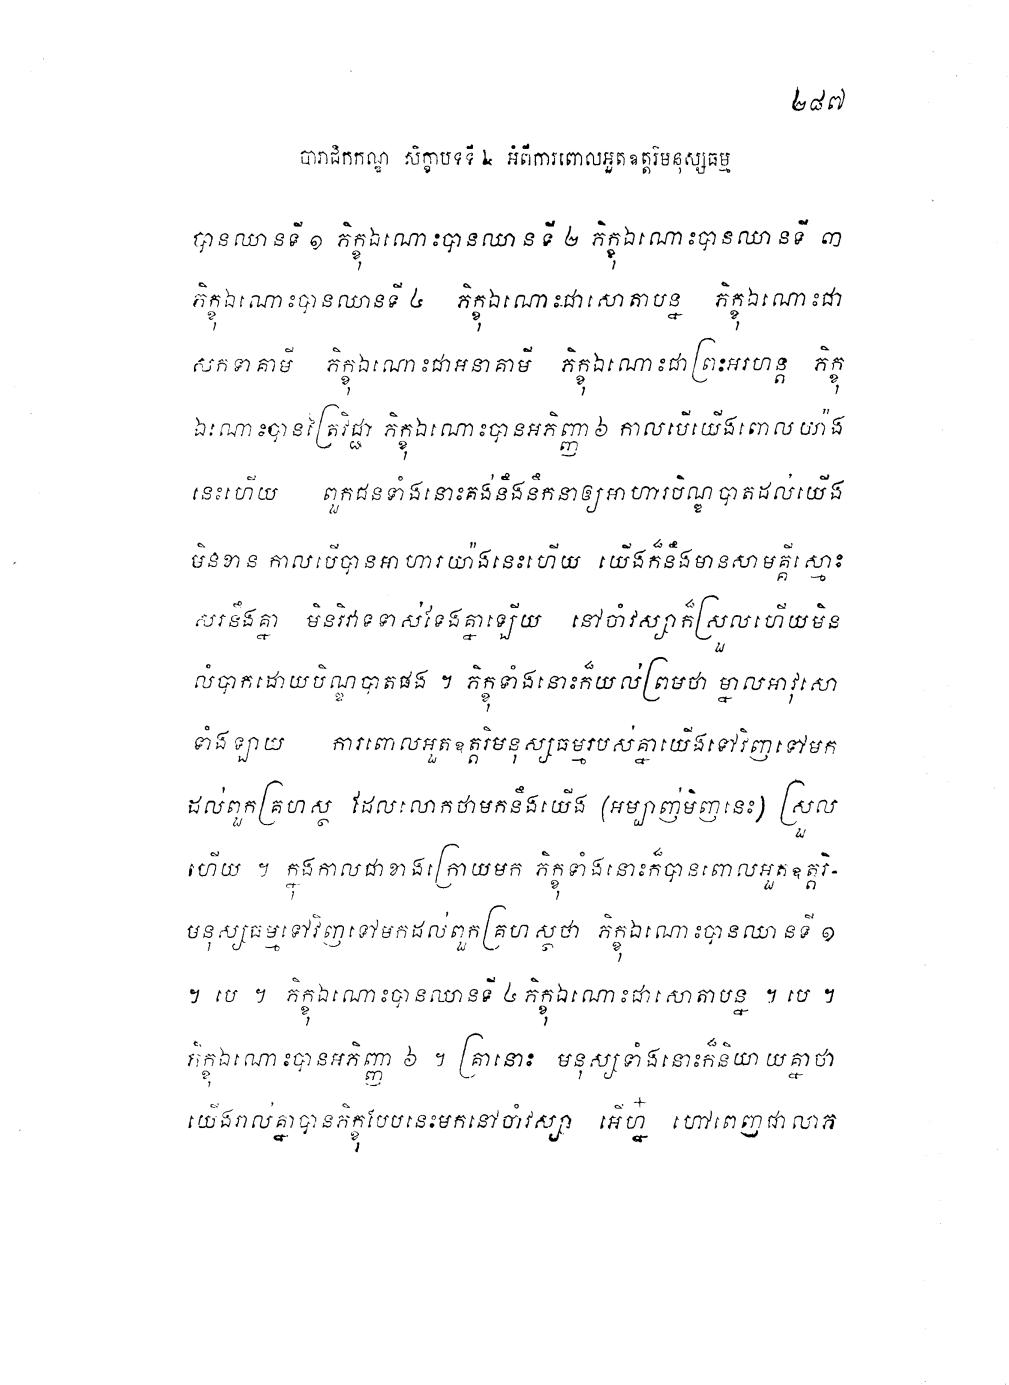 ២៨៧
បារាជិកកណ្ឌ សិក្ខាបទទី ៤ អំពីការពោលអួតឧត្តរិមនុស្សធម្ម
បានឈានទី ១ ភិក្ខុឯណោះបានឈានទី ២ ភិក្ខុឯណោះបានឈានទី ៣
ភិក្ខុឯណោះបានឈានទី ៤ ភិក្ខុឯណោះជាសោតាបន្ន ភិក្ខុឯណោះជា
សកទាគាមី ភិក្ខុឯណោះជាអនាគាមី ភិក្ខុឯណោះជាព្រះអរហន្ត ភិក្ខុ
ឯណោះបានត្រៃវិជ្ជា ភិក្ខុឯណោះបានអភិញ្ញា ៦ កាលបើយើងពោលយ៉ាង
នេះហើយ ពួកជនទាំងនោះគង់នឹងនឹកនាឲ្យអាហារបិណ្ឌបាតដល់យើង
មិនខាន កាលបើបានអាហារយ៉ាងនេះហើយ យើងក៏នឹងមានសាមគ្គីស្មោះ
សរនឹងគ្នា មិនវិវាទទាស់ទែងគ្នាឡើយ នៅចាំវស្សាក៏ស្រួលហើយមិន
លំបាកដោយបិណ្ឌបាតផង ។ ភិក្ខុទាំងនោះក៏យល់ព្រមថា ម្នាលអាវុសោ
ទាំងឡាយ ការពោលអួតឧត្តរិមនុស្សធម្មរបស់គ្នាយើងទៅវិញទៅមក
ដល់ពួកគ្រហស្ថ ដែលលោកថាមកនឹងយើង (អម្បាញ់មិញនេះ) ស្រួល
ហើយ ។ ក្នុងកាលជាខាងក្រោយមក ភិក្ខុទាំងនោះក៏បានពោលអួតឧត្តរិ-
មនុស្សធម្មទៅវិញទៅមកដល់ពួកគ្រហស្ថថា ភិក្ខុឯណោះបានឈានទី ១
។ បេ ។ ភិក្ខុឯណោះបានឈានទី ៤ ភិក្ខុឯណោះជាសោតាបន្ន ។ បេ ។
ភិក្ខុឯណោះបានអភិញ្ញា ៦ ។ គ្រានោះ មនុស្សទាំងនោះក៏និយាយគ្នាថា
យើងរាល់គ្នាបានភិក្ខុបែបនេះមកនៅចាំវស្សា អើហ្ន៎ ហៅពេញជាលាភ